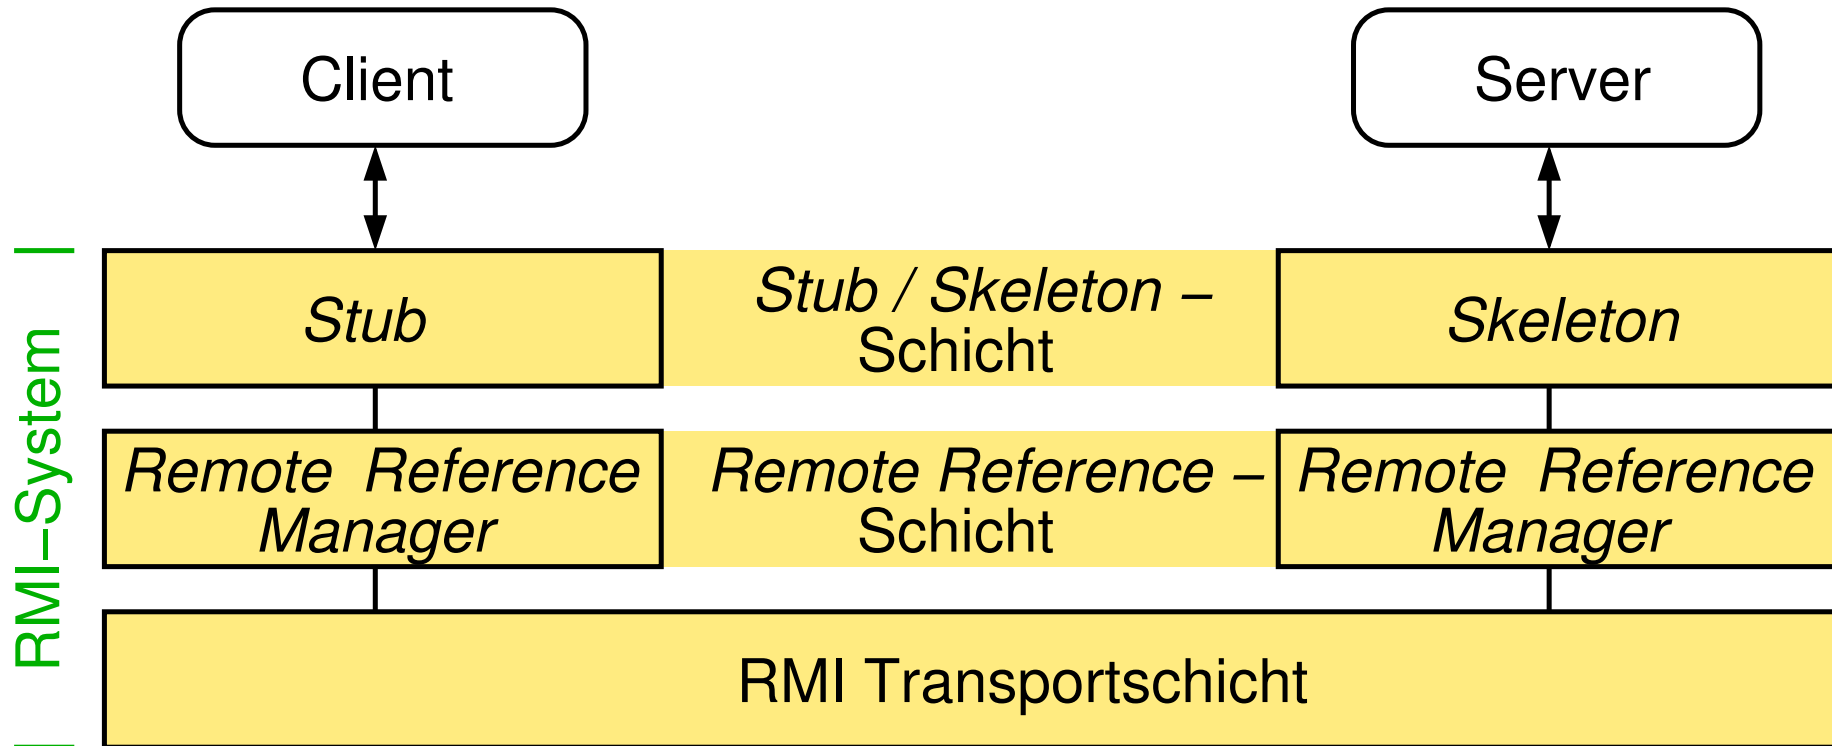 Client
Server
Stub
Stub / Skeleton –
Schicht
Skeleton
Remote Reference
Manager
Remote Reference –
Schicht
Remote Reference
Manager
RMI Transportschicht
RMI–System